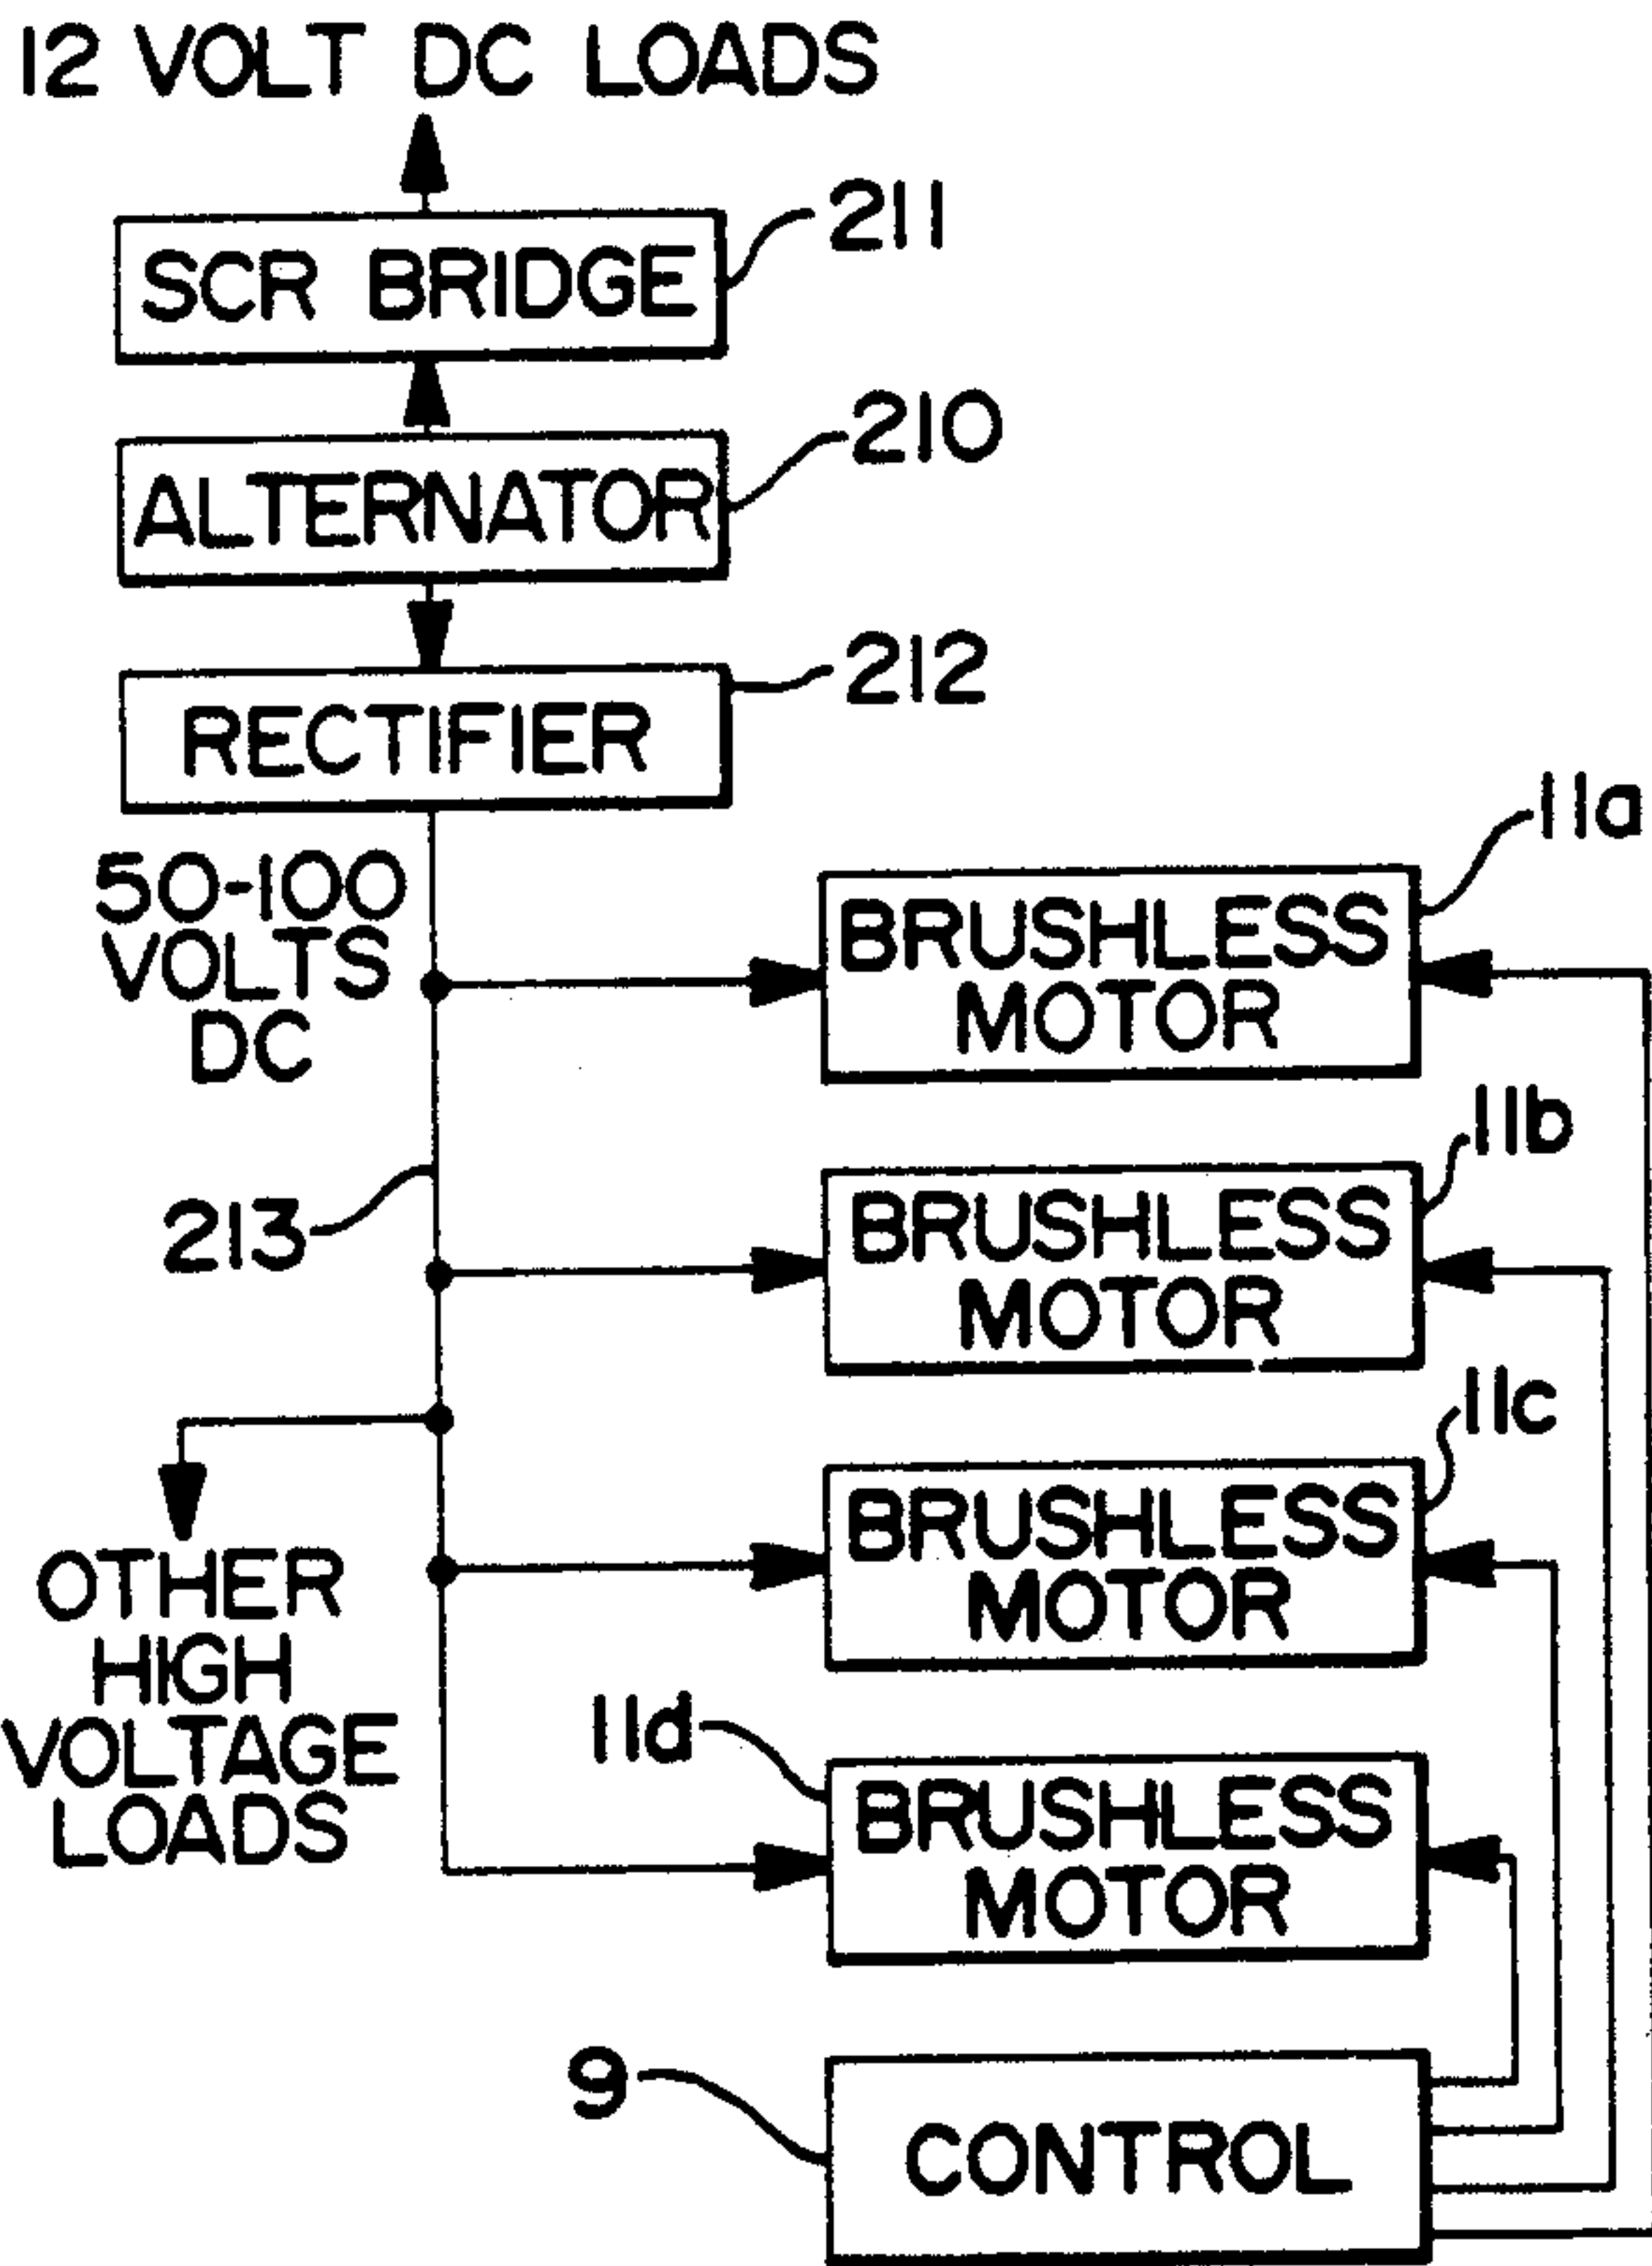 12 VOLT DC LOADS
211
SCR BRIDGE
210
ALTERNATOR
212
RECTIFIER
11a
50-100
VOLTS
DC
BRUSHLESS
MOTOR
11b
213
BRUSHLESS
MOTOR
11c
BRUSHLESS
MOTOR
OTHER
HIGH
VOLTAGE
LOADS
11d
BRUSHLESS
MOTOR
9
CONTROL